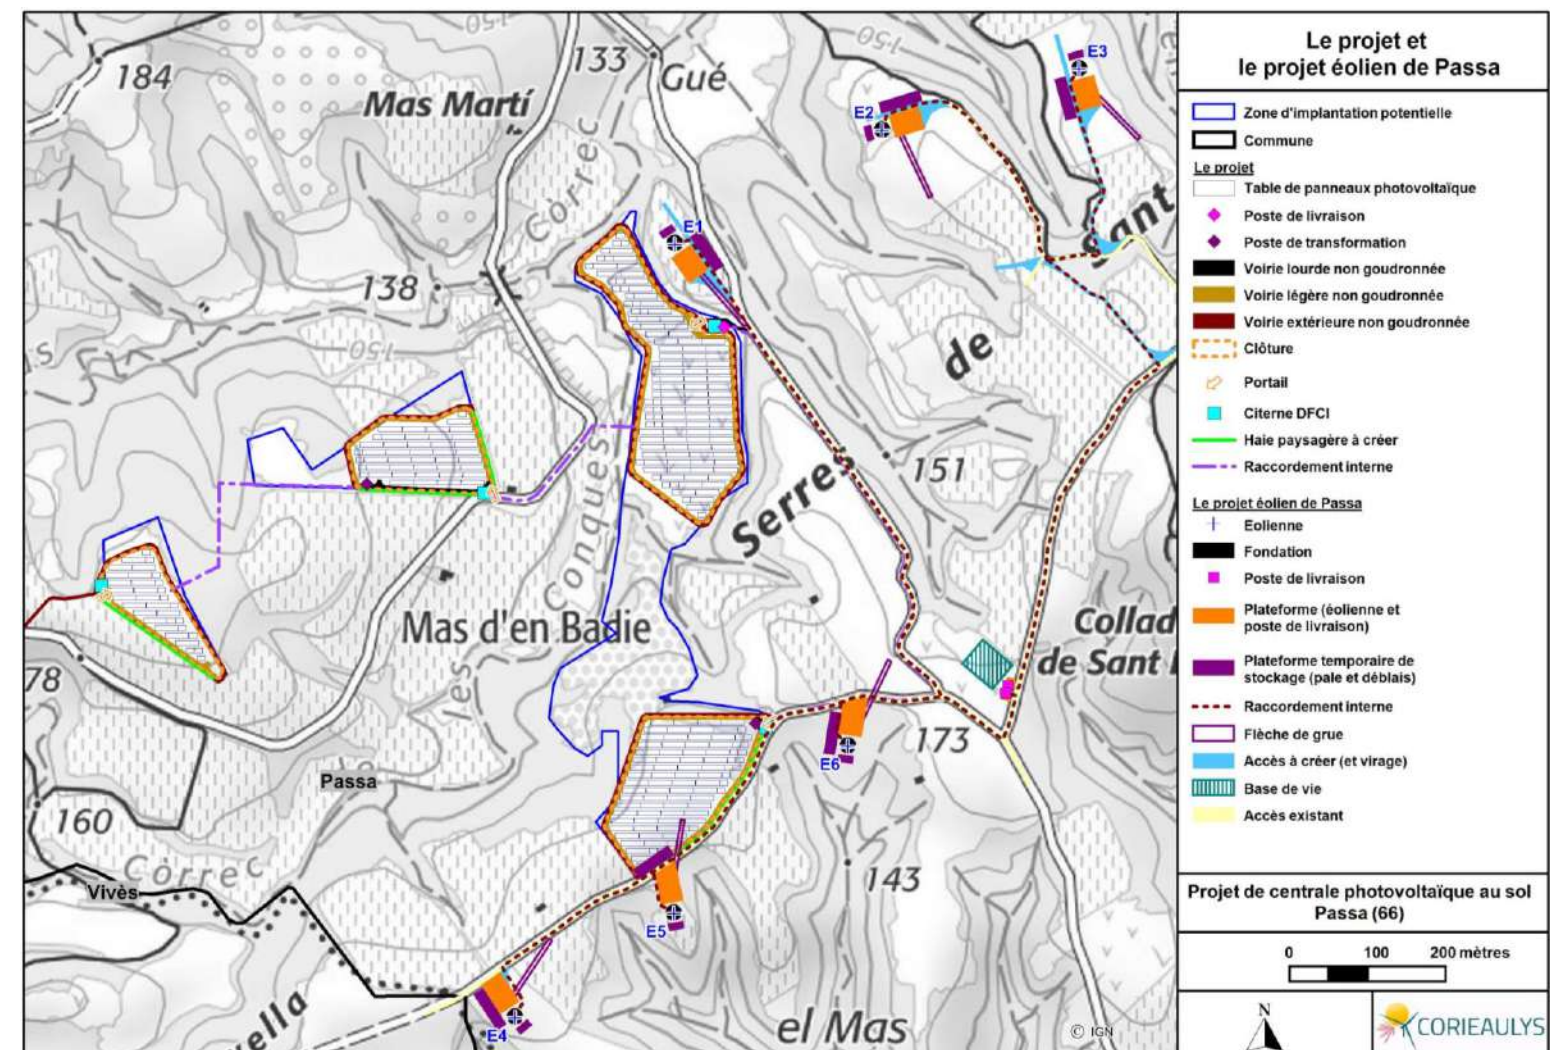 150
150
184
133
Gué
Mas Martí
Correc
E2
E3
E1
138
150
Sant
de
Serres
151
Conques
les
Mas d'en Badie
Collad
de Sant
78
Passa
173
E6
160
Còrrec
Vivès
143
E5
E4
vella
el Mas
© IGN
Le projet et
le projet éolien de Passa
Zone d'implantation potentielle
Commune
Le projet
Table de panneaux photovoltaïque
Poste de livraison
Poste de transformation
Voirie lourde non goudronnée
Voirie légère non goudronnée
Voirie extérieure non goudronnée
Clôture
Portail
Citerne DFCI
Haie paysagère à créer
Raccordement interne
Le projet éolien de Passa
Eolienne
Fondation
Poste de livraison
Plateforme (éolienne et
poste de livraison)
Plateforme temporaire de
stockage (pale et déblais)
Raccordement interne
Flèche de grue
Accès à créer (et virage)
Base de vie
Accès existant
Projet de centrale photovoltaïque au sol
Passa (66)
0 100 200 mètres
N
CORIEAULYS